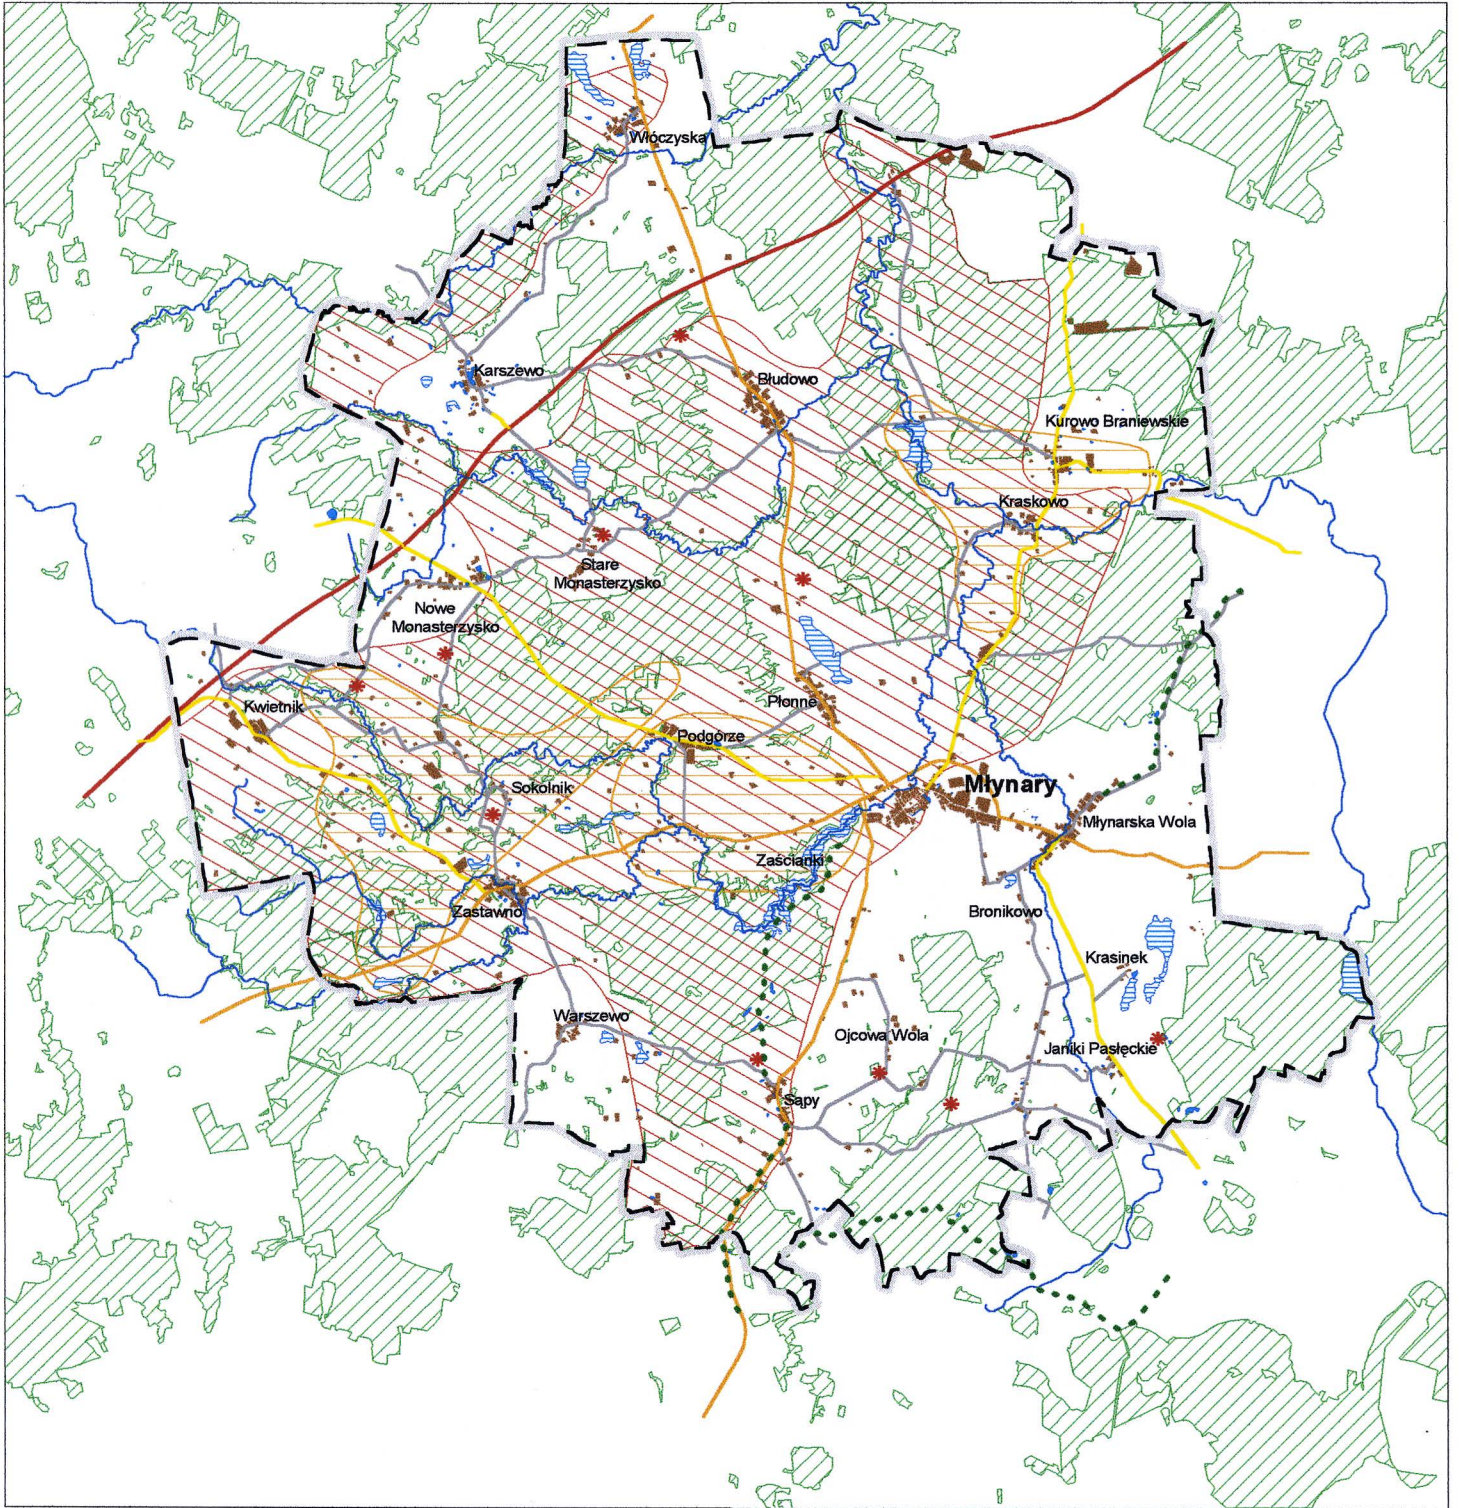 Włóczyska
Karszewo
Błudowo
Kurowo Braniewskie
Kraskowo
Stare
Monasterzysko
Nowe
Monasterzysko
Kwietnik
Płonne
Podgórze
Sokolnik
Młynary
Młynarska Wola
Zaścianki
Zastawno
Bronikowo
Krasinek
Warszewo
Ojcowa Wola
Janiki Pasłęckie
Sąpy